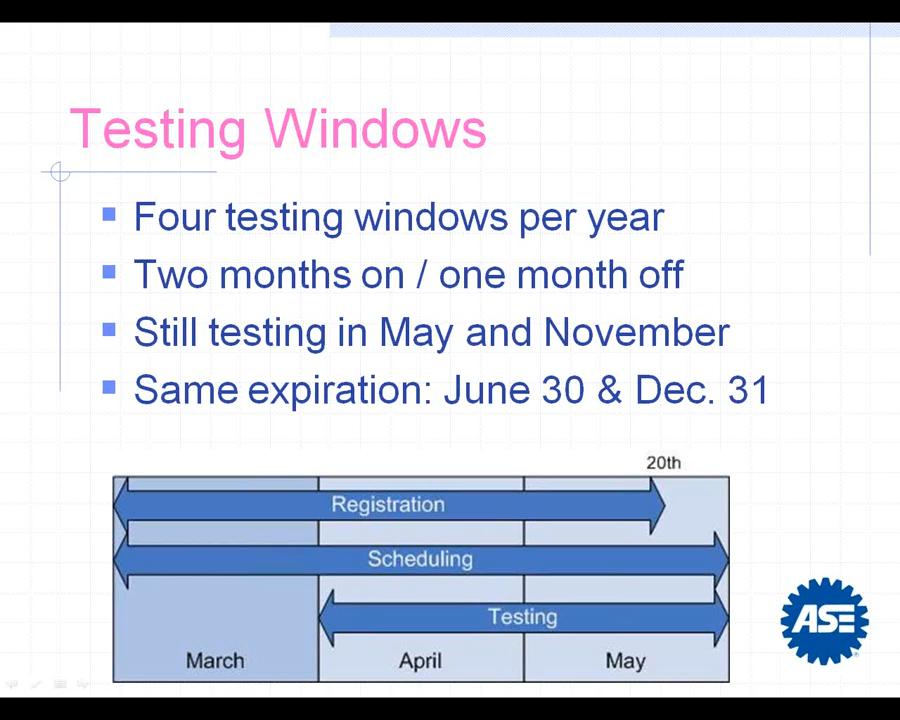 Testing Windows
Four testing windows per year
Two months on / one month off
Still testing in May and November
Same expiration: June 30 & Dec. 31
20th
Registration
Scheduling
Testing
March April May
ASE